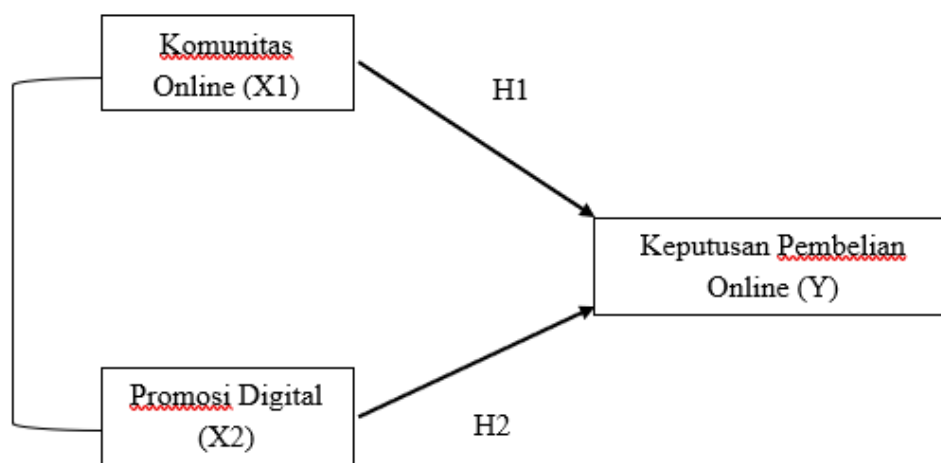 Komunitas
Online (X1)
H1
Keputusan Pembelian
Online (Y)
Promosi Digital
(X2)
H2